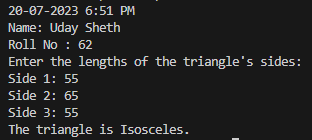 20-07-2023 6:51 PM
Name: Uday Sheth
Roll No : 62
Enter the lengths of the triangle's sides:
Side 1: 55
Side 2: 65
Side 3: 55
The triangle is Isosceles.